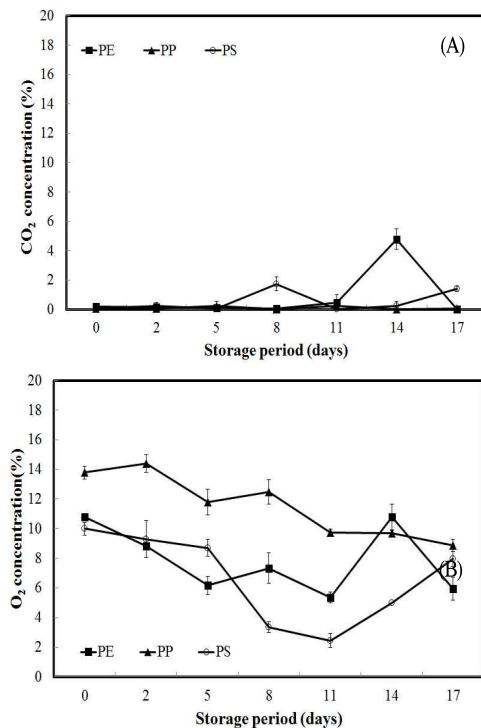 20
(A)
18
PE PP PS
16
14
12
10
8
6
4
2
0
CO₂ concentration (%)
0 2 5 8 11 14 17
Storage period (days)
20
18
16
14
12
10
8
6
4
2
0
O₂ concentration(%)
(B)
PE PP PS
0 2 5 8 11 14 17
Storage period (days)